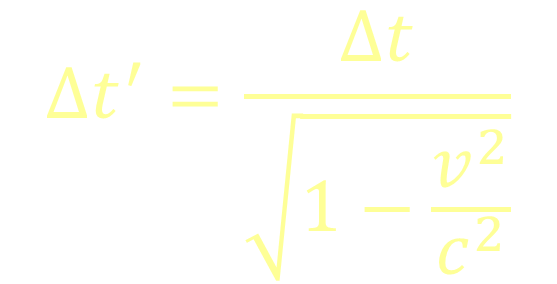 Δt′ = Δt / √(1 − v²/c²)